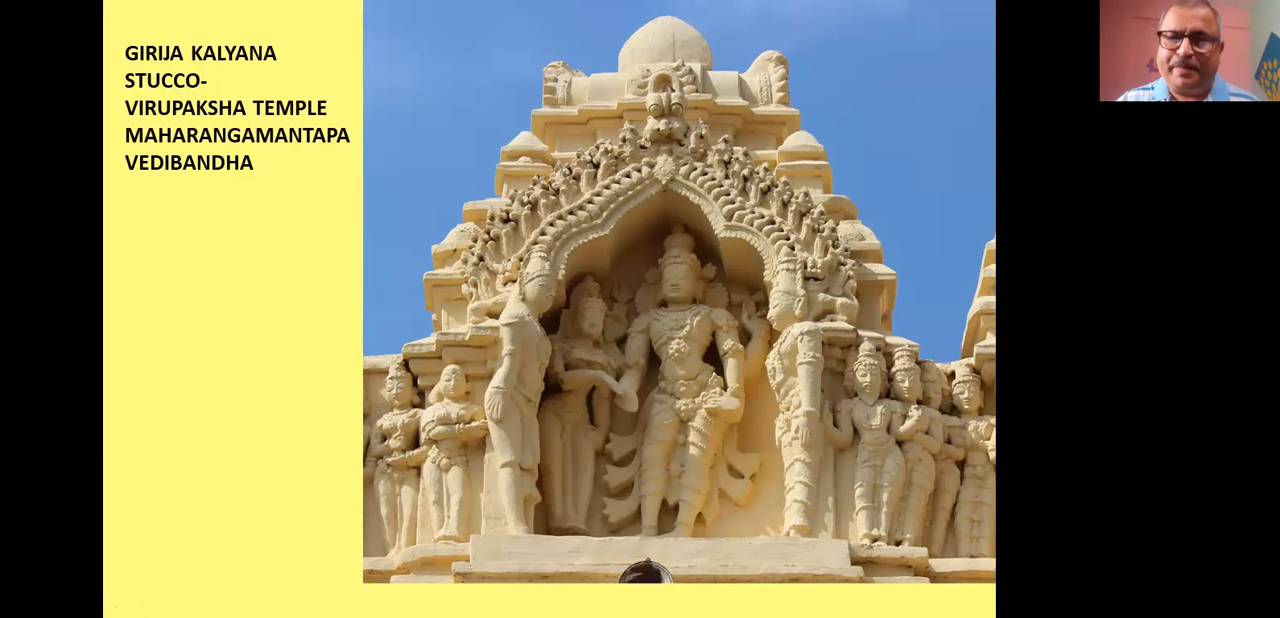 GIRIJA KALYANA
STUCCO-
VIRUPAKSHA TEMPLE
MAHARANGAMANTAPA
VEDIBANDHA